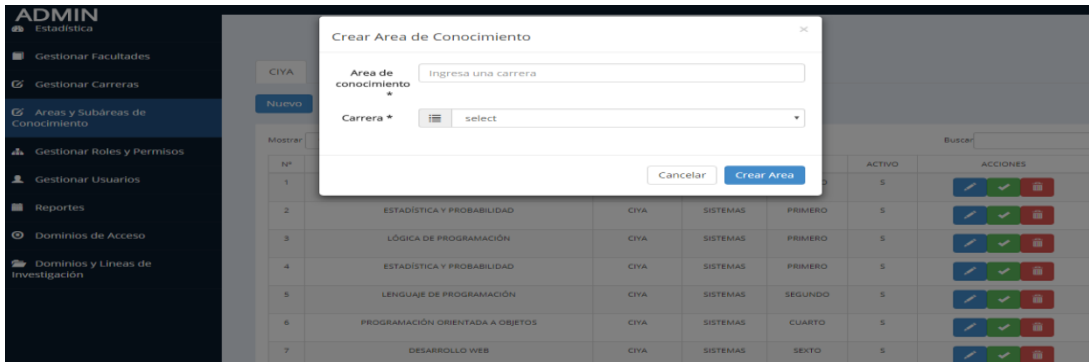 ADMIN
Estadística
Gestionar Facultades
Gestionar Carreras
Areas y Subáreas de
Conocimiento
Gestionar Roles y Permisos
Gestionar Usuarios
Reportes
Dominios de Acceso
Dominios y Líneas de
Investigación
CIYA
Nuevo
Mostrar
Buscar
Crear Area de Conocimiento ×
Area de
conocimiento
*
Ingresa una carrera
Carrera * select
Cancelar Crear Area
Nº ACTIVO ACCIONES
1 S
2 ESTADÍSTICA Y PROBABILIDAD CIYA SISTEMAS PRIMERO S
3 LÓGICA DE PROGRAMACIÓN CIYA SISTEMAS PRIMERO S
4 ESTADÍSTICA Y PROBABILIDAD CIYA SISTEMAS PRIMERO S
5 LENGUAJE DE PROGRAMACIÓN CIYA SISTEMAS SEGUNDO S
6 PROGRAMACIÓN ORIENTADA A OBJETOS CIYA SISTEMAS CUARTO S
7 DESARROLLO WEB CIYA SISTEMAS SEXTO S